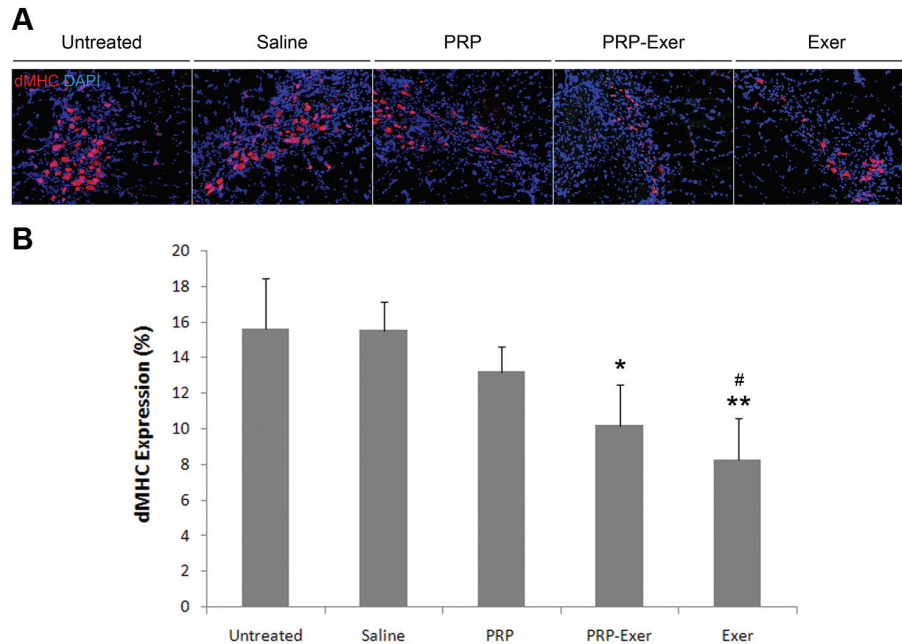 A
Untreated Saline PRP PRP-Exer Exer
dMHC DAPI
B
dMHC Expression (%)
20
18
16
14
12
10
8
6
4
2
0
*
#
**
Untreated Saline PRP PRP-Exer Exer